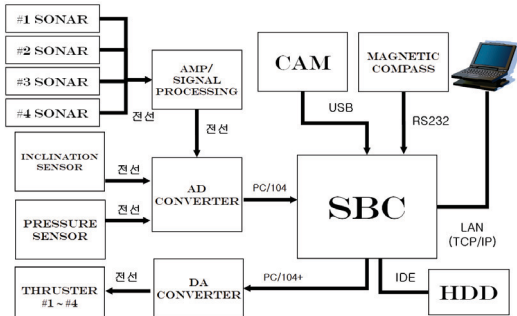 #1 SONAR
#2 SONAR
#3 SONAR
#4 SONAR
전선
AMP/
SIGNAL
PROCESSING
전선
CAM
USB
MAGNETIC
COMPASS
RS232
INCLINATION
SENSOR
전선
PRESSURE
SENSOR
전선
AD
CONVERTER
PC/104
SBC
LAN
(TCP/IP)
THRUSTER
#1~#4
전선
DA
CONVERTER
PC/104+
IDE
HDD